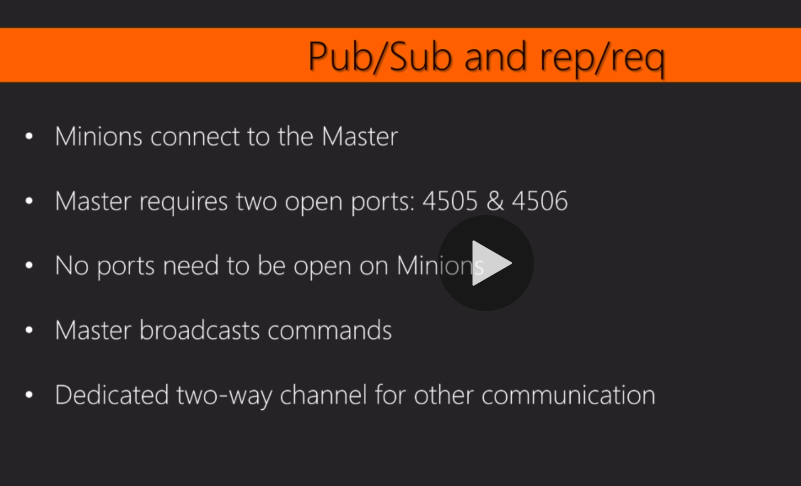 Pub/Sub and rep/req
• Minions connect to the Master
• Master requires two open ports: 4505 & 4506
• No ports need to be open on Minions
• Master broadcasts commands
• Dedicated two-way channel for other communication